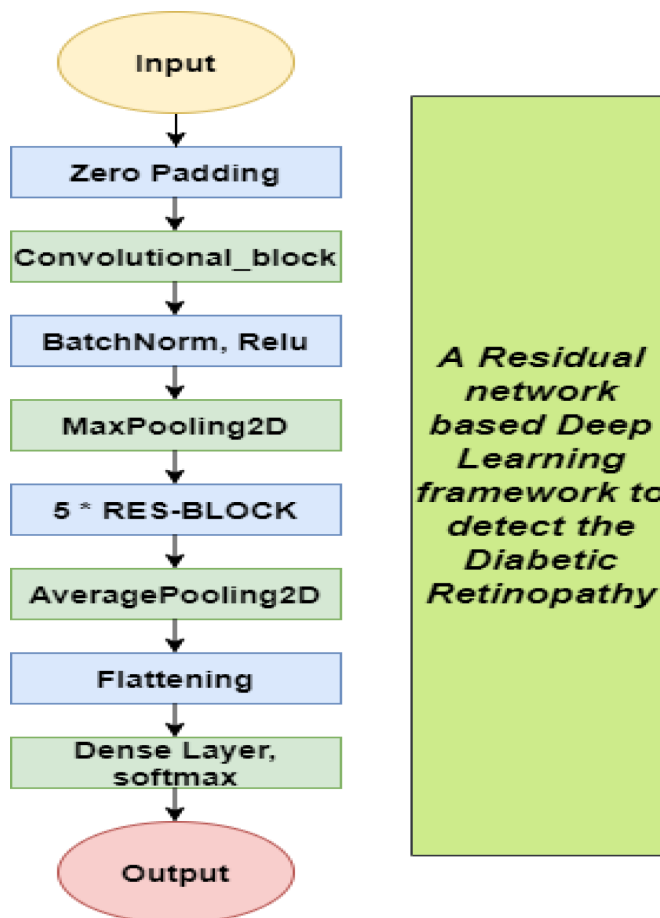 Input
Zero Padding
Convolutional_block
BatchNorm, Relu
MaxPooling2D
5 * RES-BLOCK
AveragePooling2D
Flattening
Dense Layer,
softmax
Output
A Residual
network
based Deep
Learning
framework to
detect the
Diabetic
Retinopathy